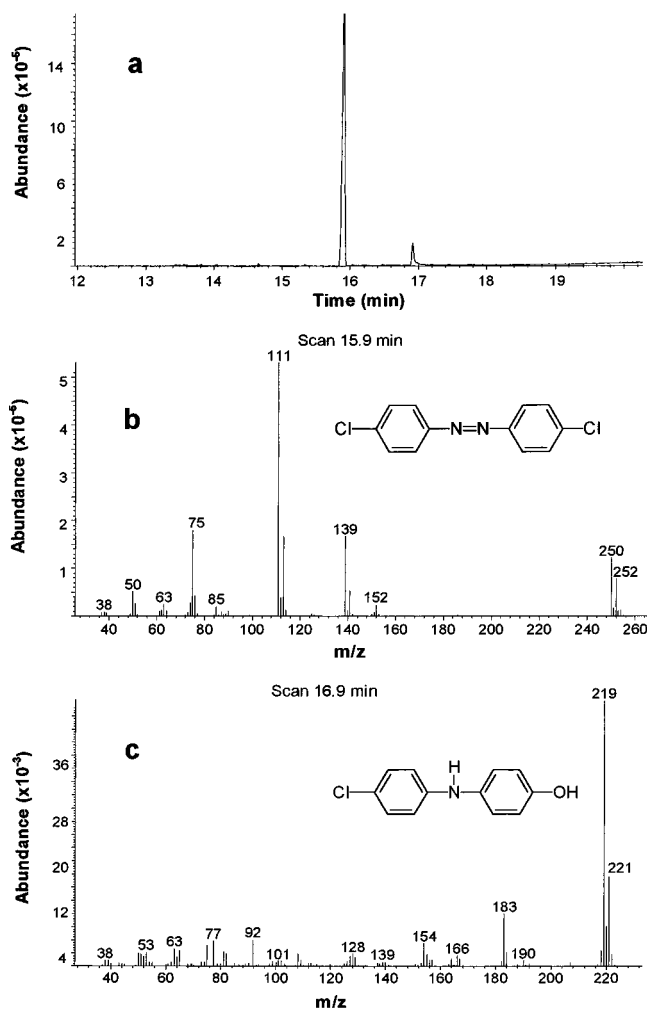 a
Abundance (x10⁻⁵)
14
10
6
2
12 13 14 15 16 17 18 19
Time (min)
Scan 15.9 min
b
Abundance (x10⁻⁵)
5
4
3
2
1
38 50 63 75 85 111 139 152 250 252
Cl N=N Cl
40 60 80 100 120 140 160 180 200 220 240 260
m/z
Scan 16.9 min
c
Abundance (x10⁻³)
36
28
20
12
4
38 53 63 77 92 101 128 139 154 166 183 190 219 221
H
Cl N OH
40 60 80 100 120 140 160 180 200 220
m/z